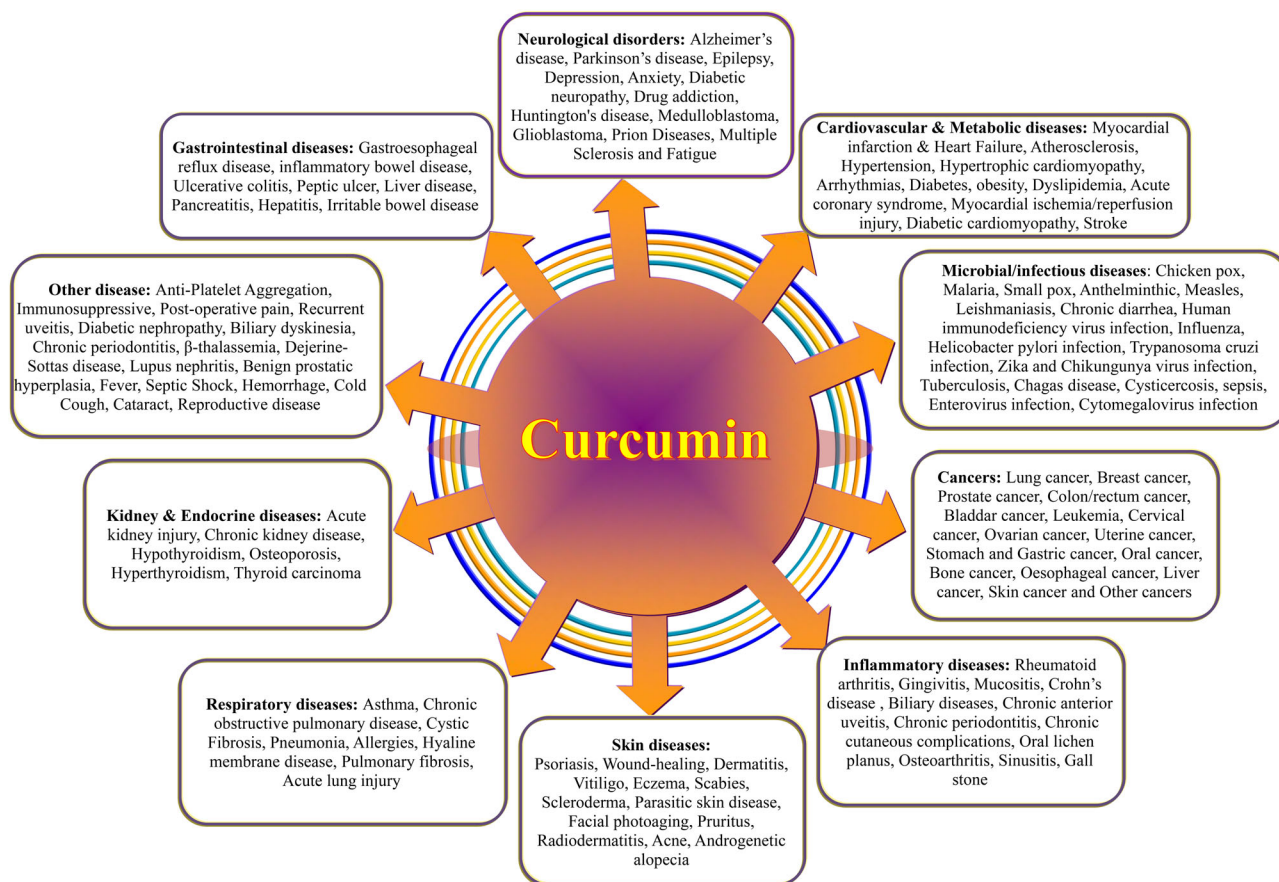 Neurological disorders: Alzheimer's
disease, Parkinson's disease, Epilepsy,
Depression, Anxiety, Diabetic
neuropathy, Drug addiction,
Huntington's disease, Medulloblastoma,
Glioblastoma, Prion Diseases, Multiple
Sclerosis and Fatigue
Cardiovascular & Metabolic diseases: Myocardial
infarction & Heart Failure, Atherosclerosis,
Hypertension, Hypertrophic cardiomyopathy,
Arrhythmias, Diabetes, obesity, Dyslipidemia, Acute
coronary syndrome, Myocardial ischemia/reperfusion
injury, Diabetic cardiomyopathy, Stroke
Microbial/infectious diseases: Chicken pox,
Malaria, Small pox, Anthelminthic, Measles,
Leishmaniasis, Chronic diarrhea, Human
immunodeficiency virus infection, Influenza,
Helicobacter pylori infection, Trypanosoma cruzi
infection, Zika and Chikungunya virus infection,
Tuberculosis, Chagas disease, Cysticercosis, sepsis,
Enterovirus infection, Cytomegalovirus infection
Cancers: Lung cancer, Breast cancer,
Prostate cancer, Colon/rectum cancer,
Bladdar cancer, Leukemia, Cervical
cancer, Ovarian cancer, Uterine cancer,
Stomach and Gastric cancer, Oral cancer,
Bone cancer, Oesophageal cancer, Liver
cancer, Skin cancer and Other cancers
Inflammatory diseases: Rheumatoid
arthritis, Gingivitis, Mucositis, Crohn's
disease , Biliary diseases, Chronic anterior
uveitis, Chronic periodontitis, Chronic
cutaneous complications, Oral lichen
planus, Osteoarthritis, Sinusitis, Gall
stone
Skin diseases:
Psoriasis, Wound-healing, Dermatitis,
Vitiligo, Eczema, Scabies,
Scleroderma, Parasitic skin disease,
Facial photoaging, Pruritus,
Radiodermatitis, Acne, Androgenetic
alopecia
Respiratory diseases: Asthma, Chronic
obstructive pulmonary disease, Cystic
Fibrosis, Pneumonia, Allergies, Hyaline
membrane disease, Pulmonary fibrosis,
Acute lung injury
Kidney & Endocrine diseases: Acute
kidney injury, Chronic kidney disease,
Hypothyroidism, Osteoporosis,
Hyperthyroidism, Thyroid carcinoma
Other disease: Anti-Platelet Aggregation,
Immunosuppressive, Post-operative pain, Recurrent
uveitis, Diabetic nephropathy, Biliary dyskinesia,
Chronic periodontitis, β-thalassemia, Dejerine-
Sottas disease, Lupus nephritis, Benign prostatic
hyperplasia, Fever, Septic Shock, Hemorrhage, Cold
Cough, Cataract, Reproductive disease
Gastrointestinal diseases: Gastroesophageal
reflux disease, inflammatory bowel disease,
Ulcerative colitis, Peptic ulcer, Liver disease,
Pancreatitis, Hepatitis, Irritable bowel disease
Curcumin